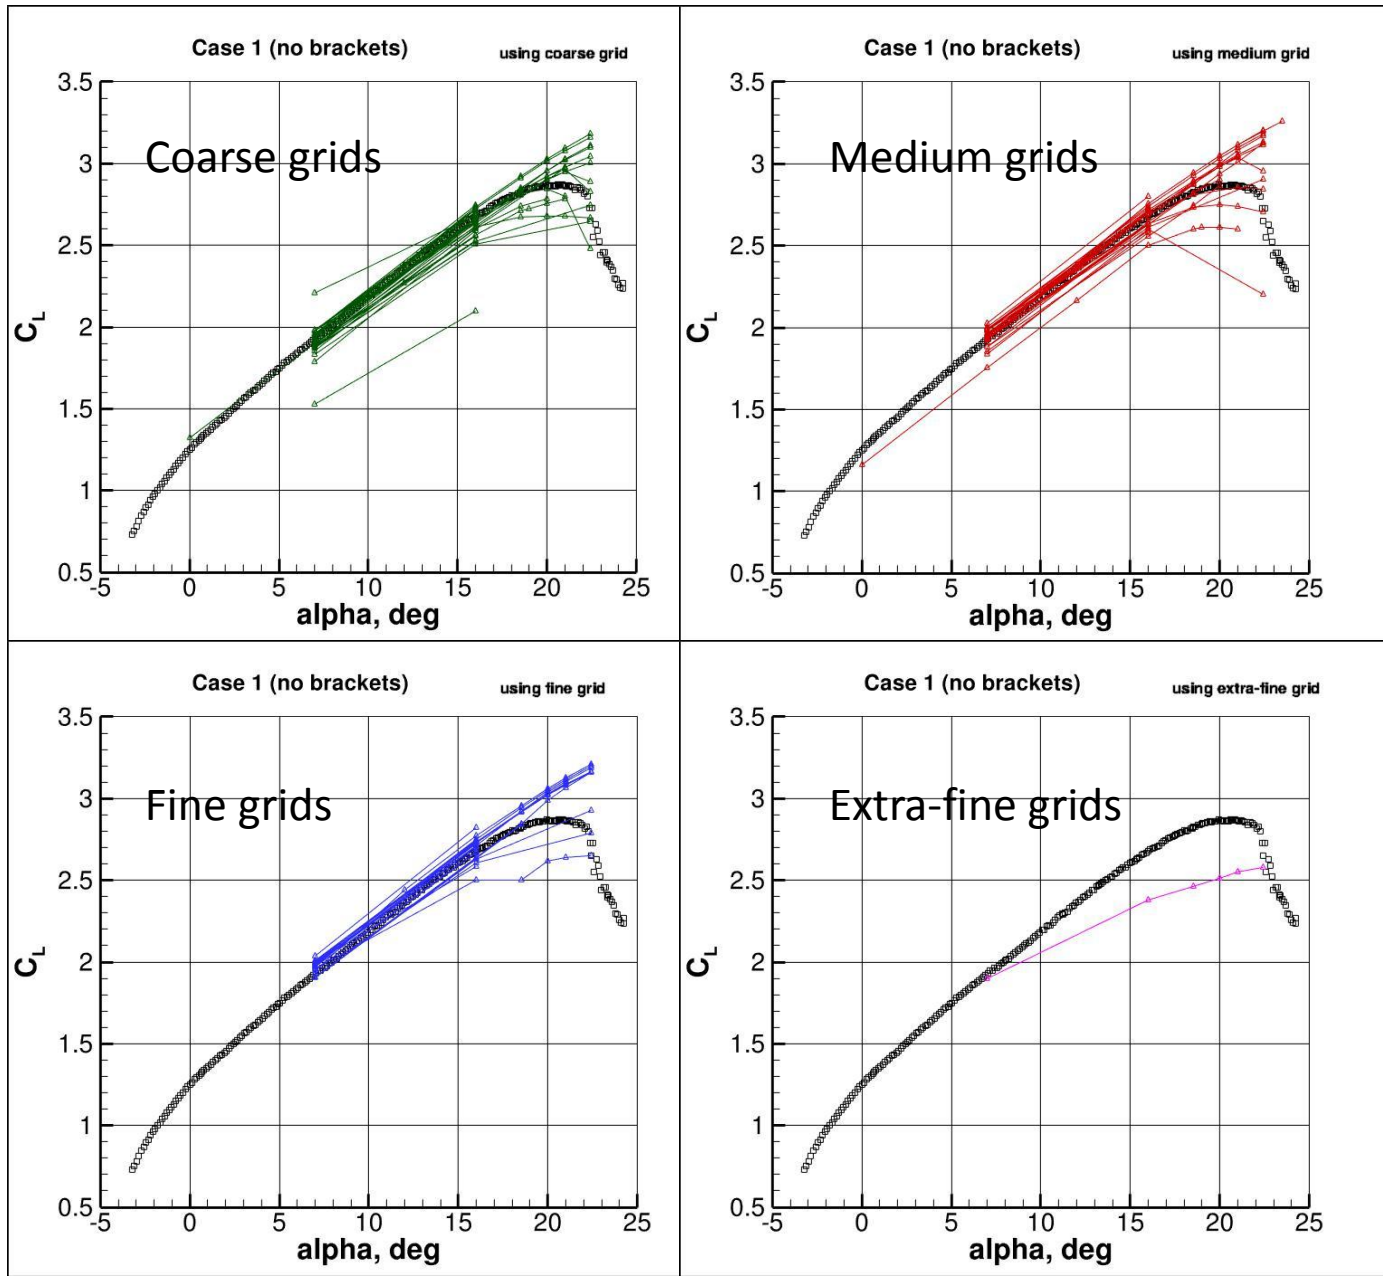 Case 1 (no brackets) using coarse grid
Coarse grids
3.5
3
2.5
2
1.5
1
0.5
C_L
-5 0 5 10 15 20 25
alpha, deg
Case 1 (no brackets) using medium grid
Medium grids
3.5
3
2.5
2
1.5
1
0.5
C_L
-5 0 5 10 15 20 25
alpha, deg
Case 1 (no brackets) using fine grid
Fine grids
3.5
3
2.5
2
1.5
1
0.5
C_L
-5 0 5 10 15 20 25
alpha, deg
Case 1 (no brackets) using extra-fine grid
Extra-fine grids
3.5
3
2.5
2
1.5
1
0.5
C_L
-5 0 5 10 15 20 25
alpha, deg